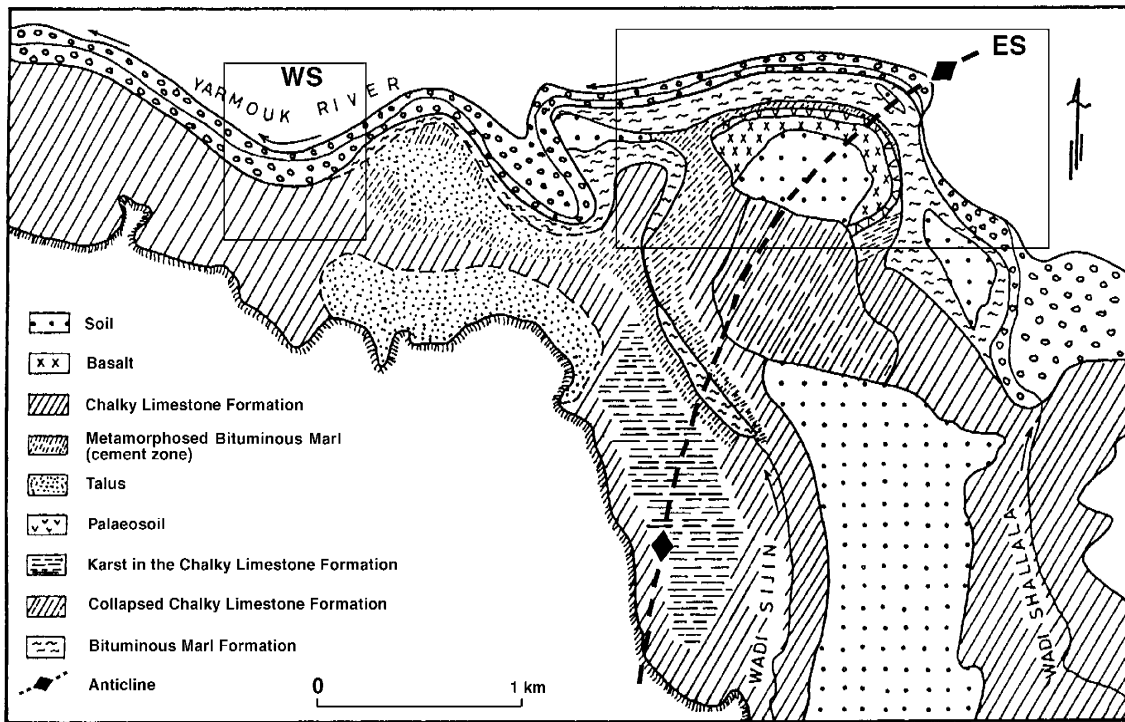 ES
WS
YARMOUK RIVER
Soil
Basalt
Chalky Limestone Formation
Metamorphosed Bituminous Marl
(cement zone)
Talus
Palaeosoil
Karst in the Chalky Limestone Formation
Collapsed Chalky Limestone Formation
Bituminous Marl Formation
Anticline
0 1 km
WADI-SIJIN
WADI SHALLALA